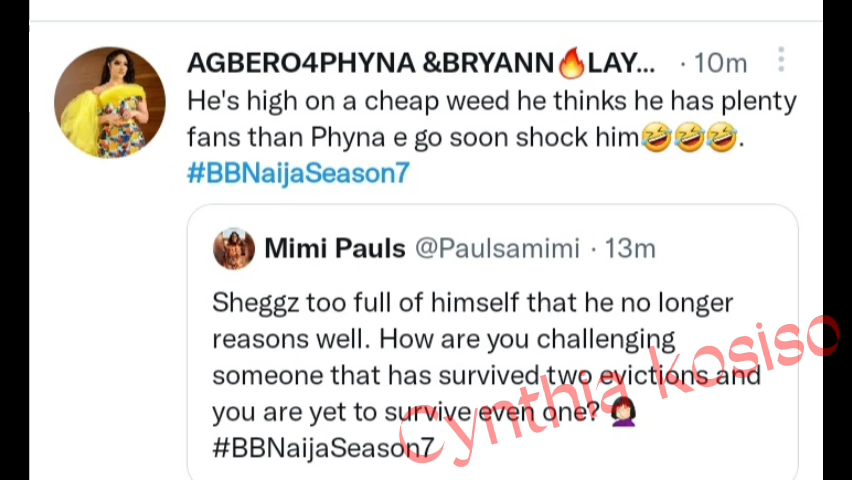 AGBERO4PHYNA &BRYANN🔥LAY... · 10m
He's high on a cheap weed he thinks he has plenty
fans than Phyna e go soon shock him🤣🤣🤣.
#BBNaijaSeason7
Mimi Pauls @Paulsamimi · 13m
Sheggz too full of himself that he no longer
reasons well. How are you challenging
someone that has survived two evictions and
you are yet to survive even one? 🤦🏻‍♀️
#BBNaijaSeason7
Cynthia kosiso